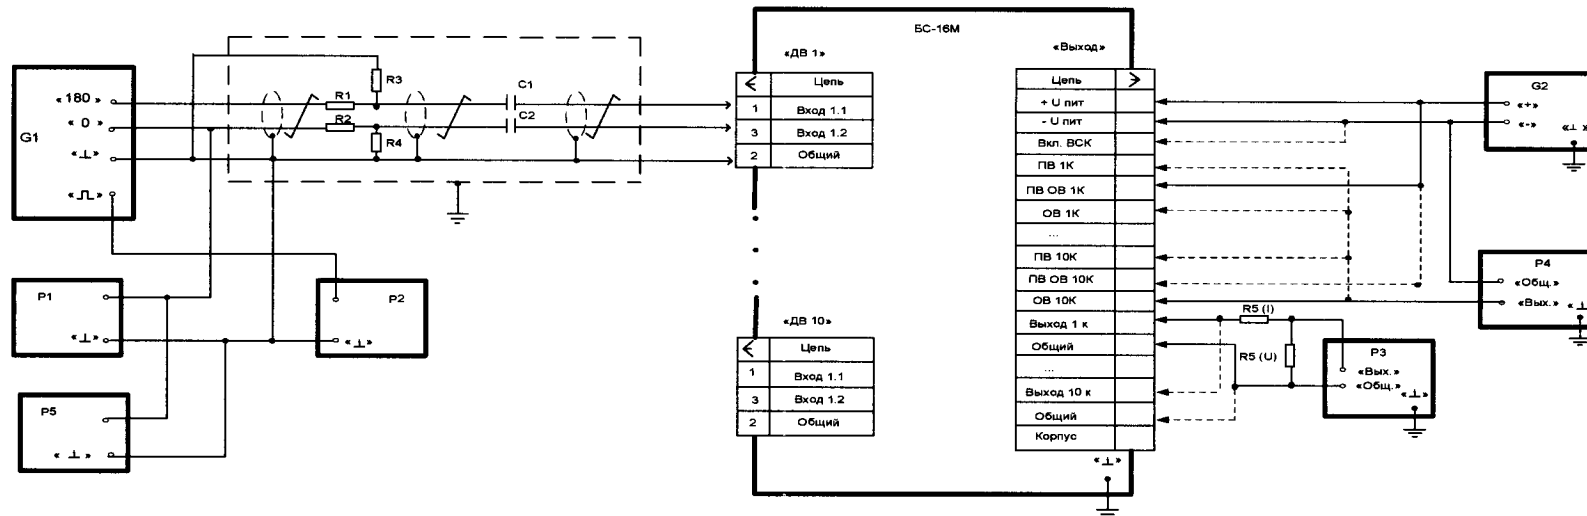 G1
« 180 »
« 0 »
«⊥»
«⎍»
R3
R1
R2
R4
C1
C2
P1
«⊥»
P2
«⊥»
P5
« ⊥ »
БС-16М
«ДВ 1»
Цепь
1 Вход 1.1
3 Вход 1.2
2 Общий
«ДВ 10»
Цепь
1 Вход 1.1
3 Вход 1.2
2 Общий
«Выход»
Цепь
+ U пит
- U пит
Вкл. ВСК
ПВ 1К
ПВ ОВ 1К
ОВ 1К
...
ПВ 10К
ПВ ОВ 10К
ОВ 10К
Выход 1 к
Общий
...
Выход 10 к
Общий
Корпус
«⊥»
G2
«+»
«-»
«⊥»
P4
«Общ.»
«Вых.»
«⊥»
R5 (I)
R5 (U)
P3
«Вых.»
«Общ.»
«⊥»